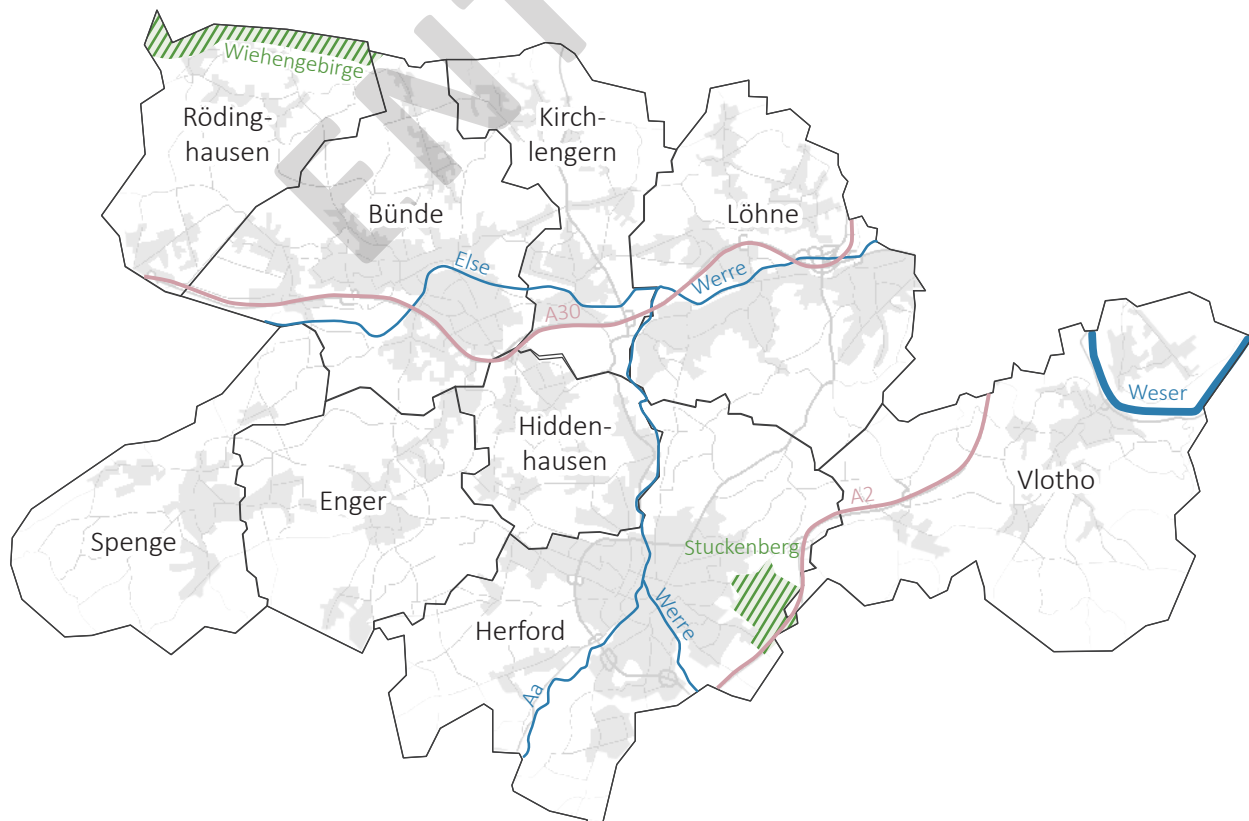 Wiehengebirge
Röding-
hausen
Kirch-
lengern
Bünde
Löhne
Else
Werre
A30
Weser
Hidden-
hausen
Enger
Vlotho
A2
Spenge
Stuckenberg
Herford
Werre
Aa